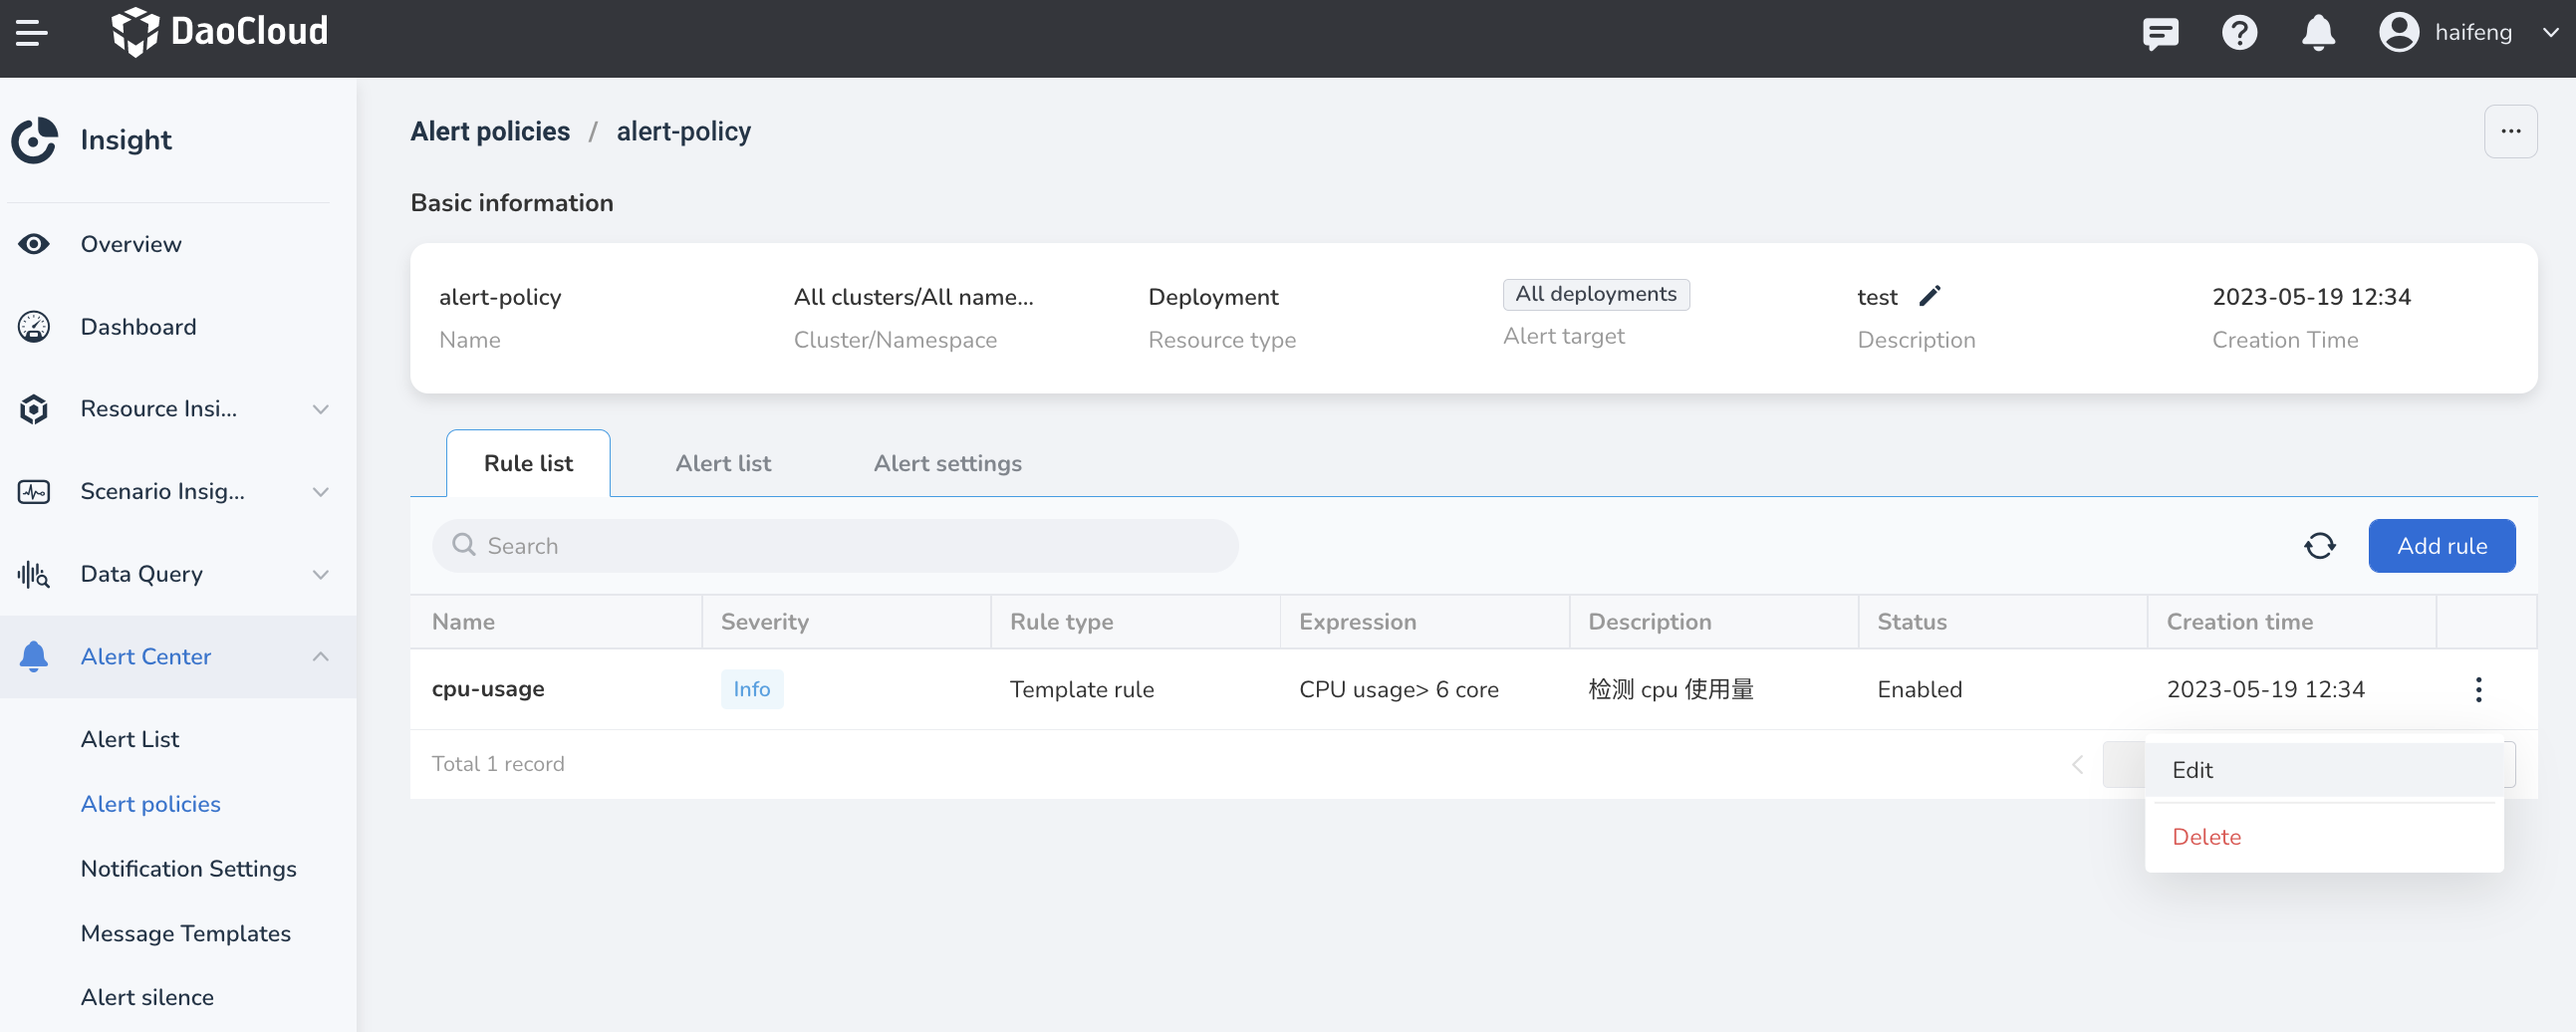 DaoCloud
haifeng
Insight
Overview
Dashboard
Resource Insi...
Scenario Insig...
Data Query
Alert Center
Alert List
Alert policies
Notification Settings
Message Templates
Alert silence
Alert policies / alert-policy
...
Basic information
alert-policy
Name
All clusters/All name...
Cluster/Namespace
Deployment
Resource type
All deployments
Alert target
test
Description
2023-05-19 12:34
Creation Time
Rule list Alert list Alert settings
Search
Add rule
Name Severity Rule type Expression Description Status Creation time
cpu-usage Info Template rule CPU usage> 6 core 检测 cpu 使用量 Enabled 2023-05-19 12:34
Total 1 record
Edit
Delete